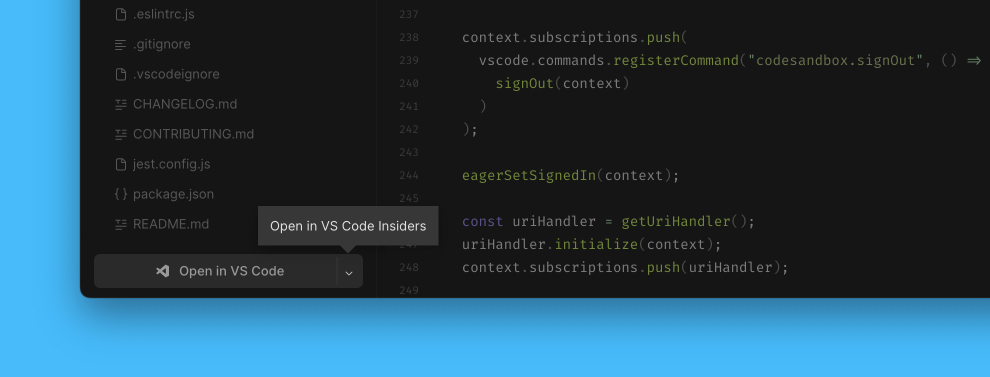 .eslintrc.js
.gitignore
.vscodeignore
CHANGELOG.md
CONTRIBUTING.md
jest.config.js
{} package.json
README.md
Open in VS Code Insiders
Open in VS Code
237
238 context.subscriptions.push(
239 vscode.commands.registerCommand("codesandbox.signOut", () =>
240 signOut(context)
241 )
242 );
243
244 eagerSetSignedIn(context);
245
const uriHandler = getUriHandler();
247 uriHandler.initialize(context);
248 context.subscriptions.push(uriHandler);
249